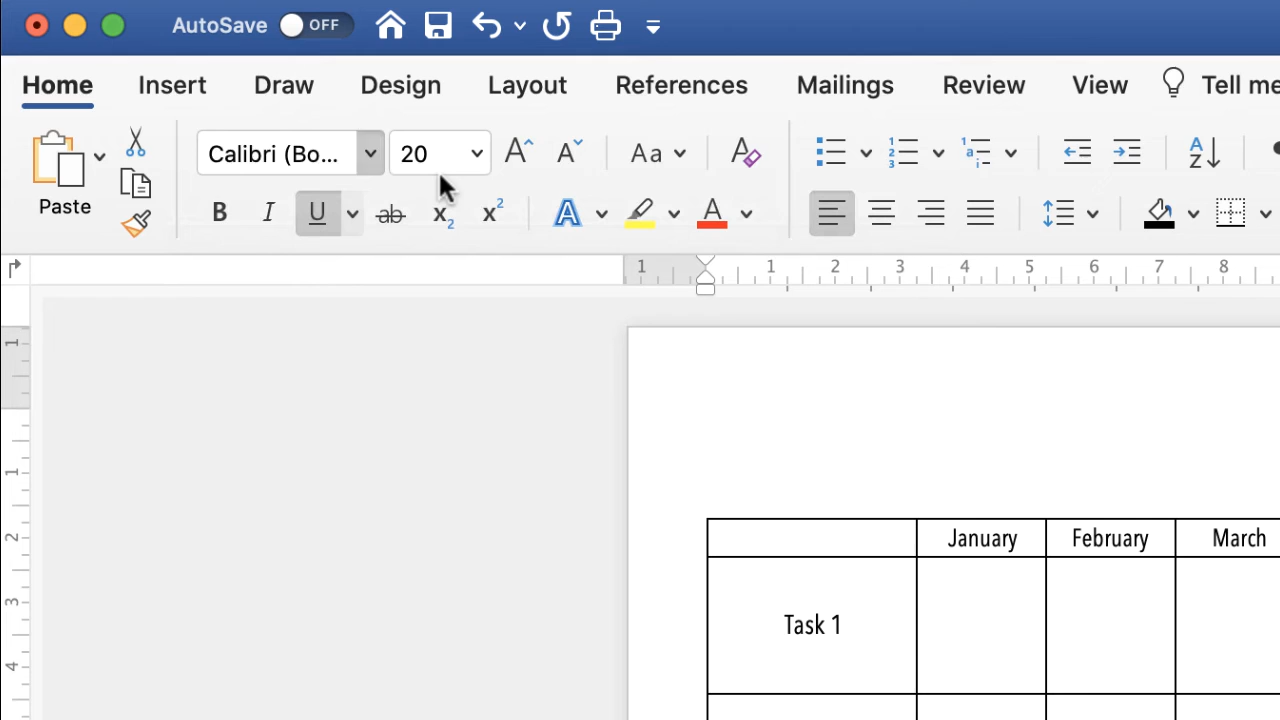 AutoSave OFF
Home Insert Draw Design Layout References Mailings Review View Tell me
Paste
Calibri (Bo... 20 Aa
B I U ab x2 x2 A A
A Z
1 1 2 3 4 5 6 7 8
1
1
2
3
4
January February March
Task 1